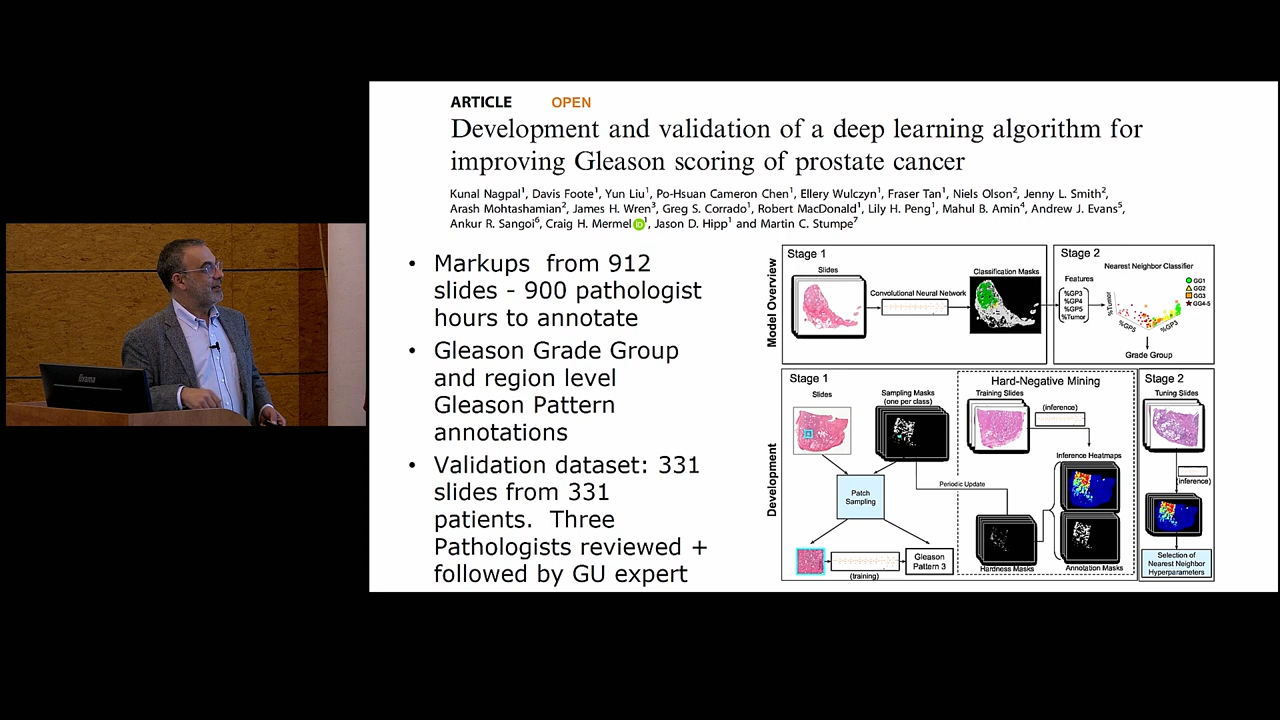 ARTICLE OPEN
Development and validation of a deep learning algorithm for
improving Gleason scoring of prostate cancer
Kunal Nagpal¹, Davis Foote¹, Yun Liu¹, Po-Hsuan Cameron Chen¹, Ellery Wulczyn¹, Fraser Tan¹, Niels Olson², Jenny L. Smith²,
Arash Mohtashamian², James H. Wren³, Greg S. Corrado¹, Robert MacDonald¹, Lily H. Peng¹, Mahul B. Amin⁴, Andrew J. Evans⁵,
Ankur R. Sangoi⁶, Craig H. Mermel iD¹, Jason D. Hipp¹ and Martin C. Stumpe⁷
• Markups from 912
slides - 900 pathologist
hours to annotate
• Gleason Grade Group
and region level
Gleason Pattern
annotations
• Validation dataset: 331
slides from 331
patients. Three
Pathologists reviewed +
followed by GU expert
Model Overview
Stage 1
Slides
Convolutional Neural Network
Classification Masks
Stage 2
Nearest Neighbor Classifier
Features
%GP3
%GP4
%GP5
%Tumor
%Tumor
%GP5
%GP3
GG1
GG2
GG3
GG4-5
Grade Group
Development
Stage 1
Slides
Sampling Masks
(one per class)
Patch
Sampling
(training)
Gleason
Pattern 3
Periodic Update
Hard-Negative Mining
Training Slides
(inference)
Inference Heatmaps
Hardness Masks
Annotation Masks
Stage 2
Tuning Slides
(inference)
Selection of
Nearest Neighbor
Hyperparameters
iiyama